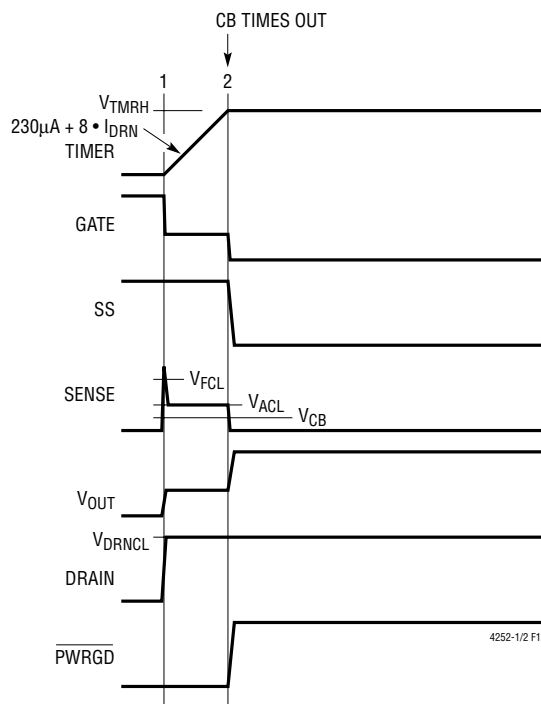 CB TIMES OUT
1 2
VTMRH
230µA + 8 • IDRN
TIMER
GATE
SS
SENSE
VFCL
VACL
VCB
VOUT
VDRNCL
DRAIN
PWRGD
4252-1/2 F1